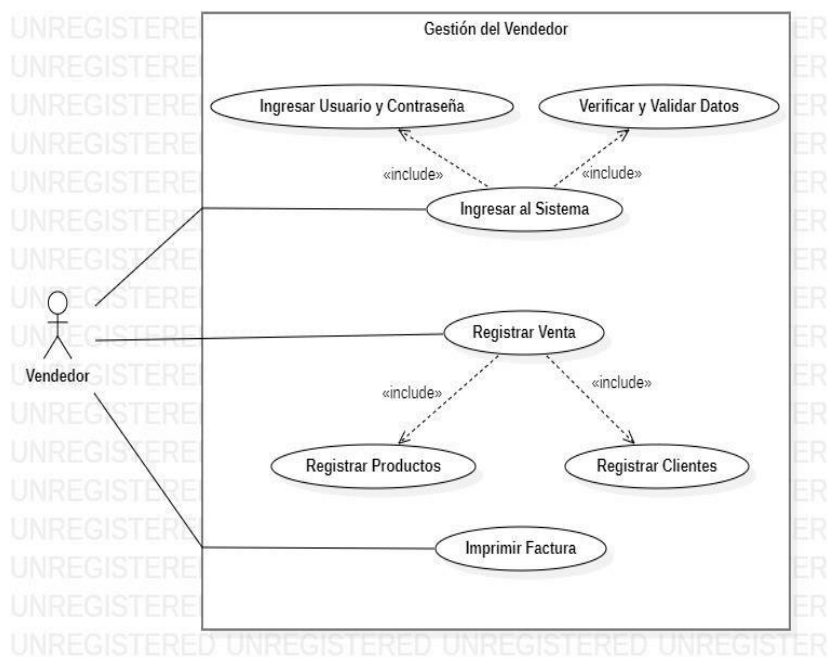 Gestión del Vendedor
Ingresar Usuario y Contraseña
Verificar y Validar Datos
«include»
«include»
Ingresar al Sistema
Registrar Venta
Vendedor
«include»
«include»
Registrar Productos
Registrar Clientes
Imprimir Factura
UNREGISTERED UNREGISTERED UNREGISTERED UNREGISTER